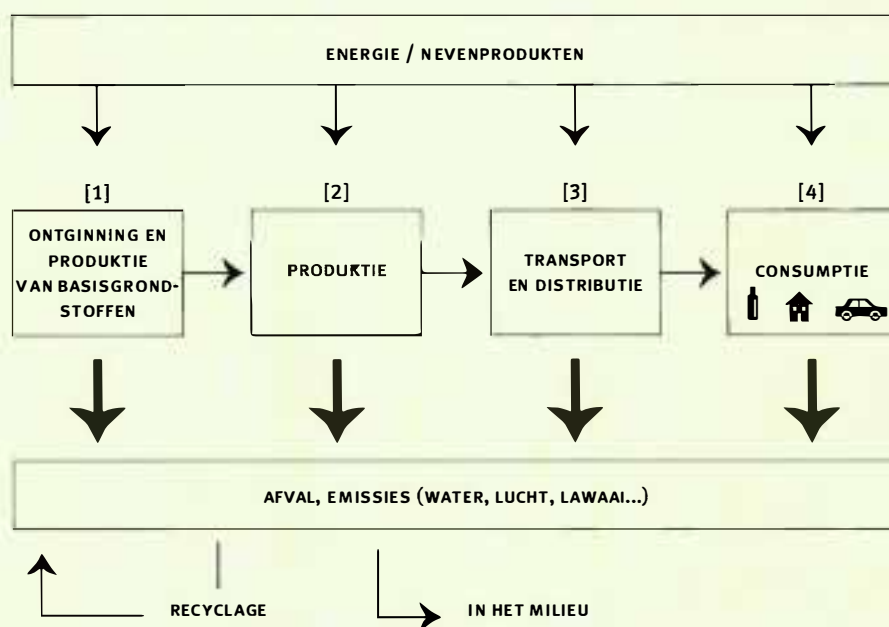 ENERGIE / NEVENPRODUKTEN
[1]
[2]
[3]
[4]
ONTGINNING EN
PRODUKTIE
VAN BASISGROND-
STOFFEN
PRODUKTIE
TRANSPORT
EN DISTRIBUTIE
CONSUMPTIE
AFVAL, EMISSIES (WATER, LUCHT, LAWAAI...)
RECYCLAGE
IN HET MILIEU